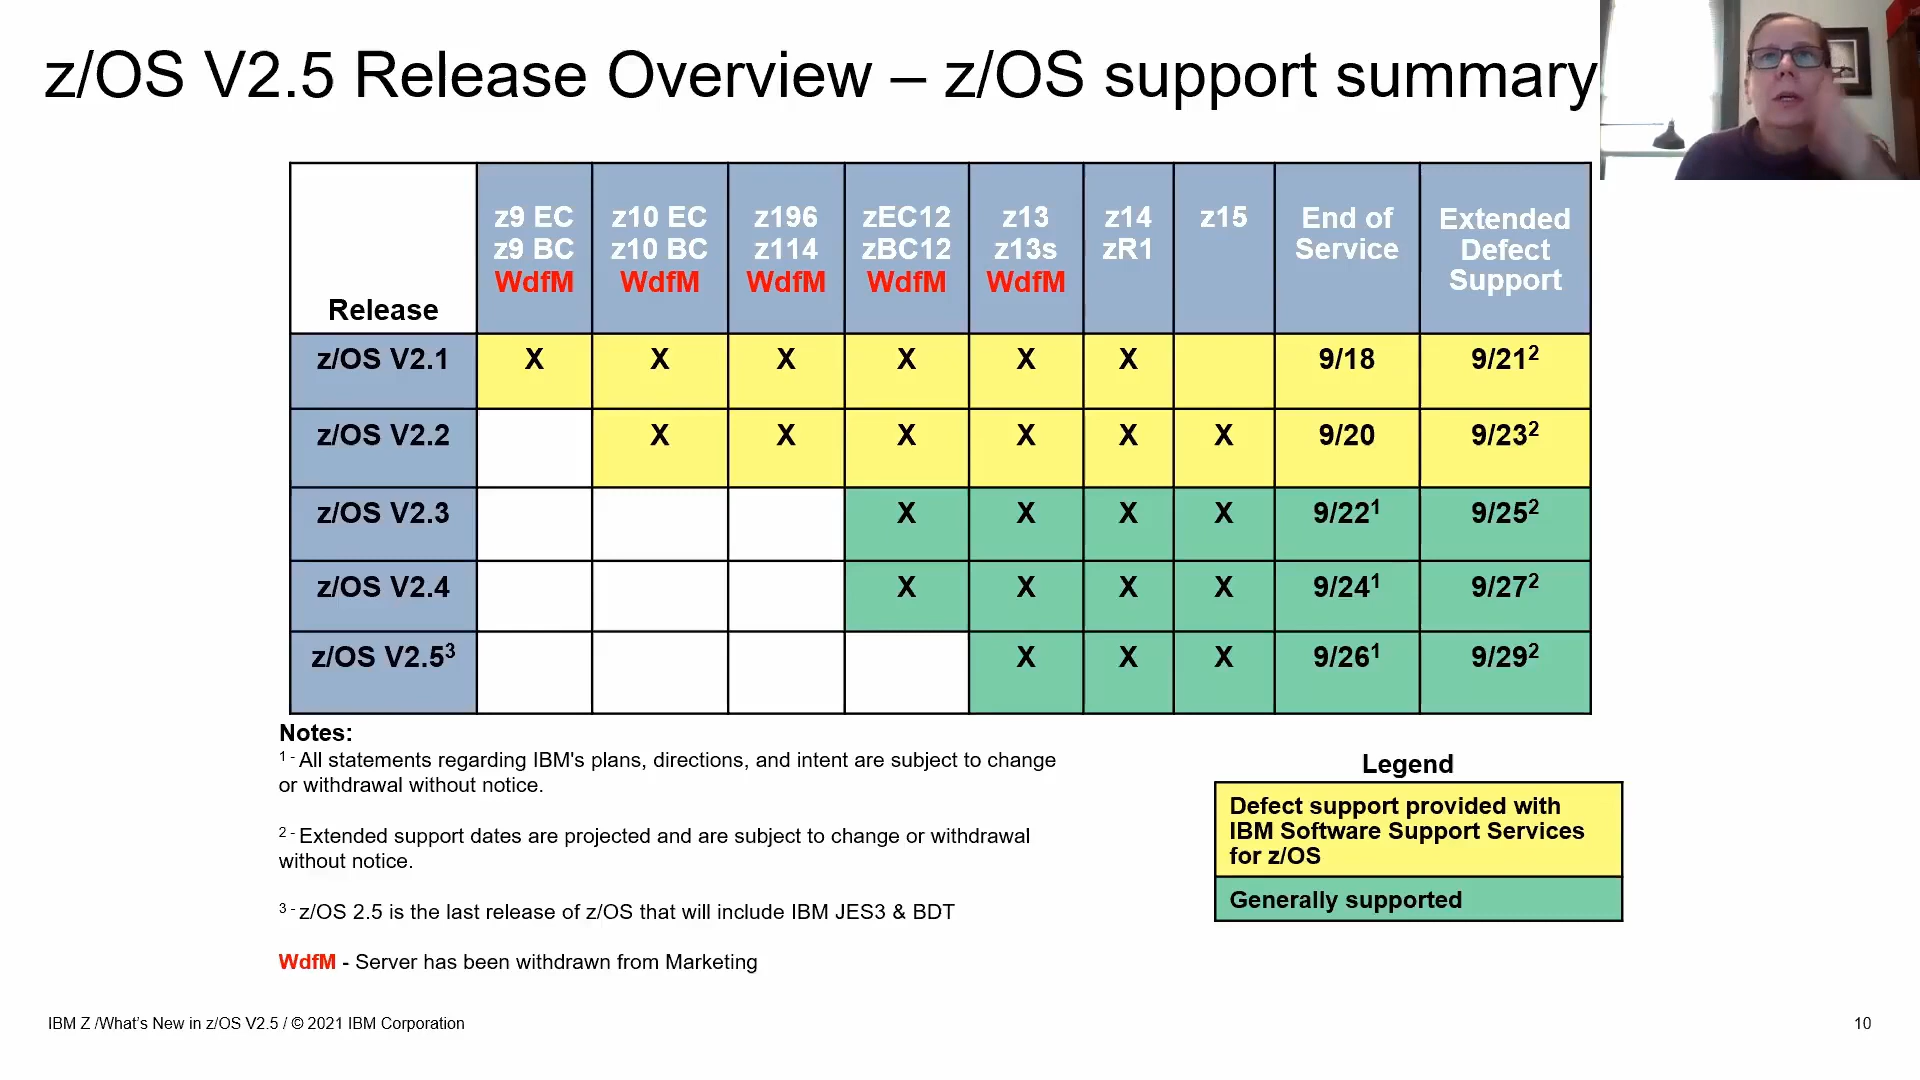 z/OS V2.5 Release Overview – z/OS support summary
Release
z9 EC
z9 BC
WdfM
z10 EC
z10 BC
WdfM
z196
z114
WdfM
zEC12
zBC12
WdfM
z13
z13s
WdfM
z14
zR1
z15
End of
Service
Extended
Defect
Support
z/OS V2.1 X X X X X X 9/18 9/21²
z/OS V2.2 X X X X X X 9/20 9/23²
z/OS V2.3 X X X X 9/22¹ 9/25²
z/OS V2.4 X X X X 9/24¹ 9/27²
z/OS V2.5³ X X X 9/26¹ 9/29²
Notes:
¹ - All statements regarding IBM's plans, directions, and intent are subject to change
or withdrawal without notice.
² - Extended support dates are projected and are subject to change or withdrawal
without notice.
³ - z/OS 2.5 is the last release of z/OS that will include IBM JES3 & BDT
WdfM - Server has been withdrawn from Marketing
Legend
Defect support provided with
IBM Software Support Services
for z/OS
Generally supported
IBM Z /What’s New in z/OS V2.5 / © 2021 IBM Corporation
10